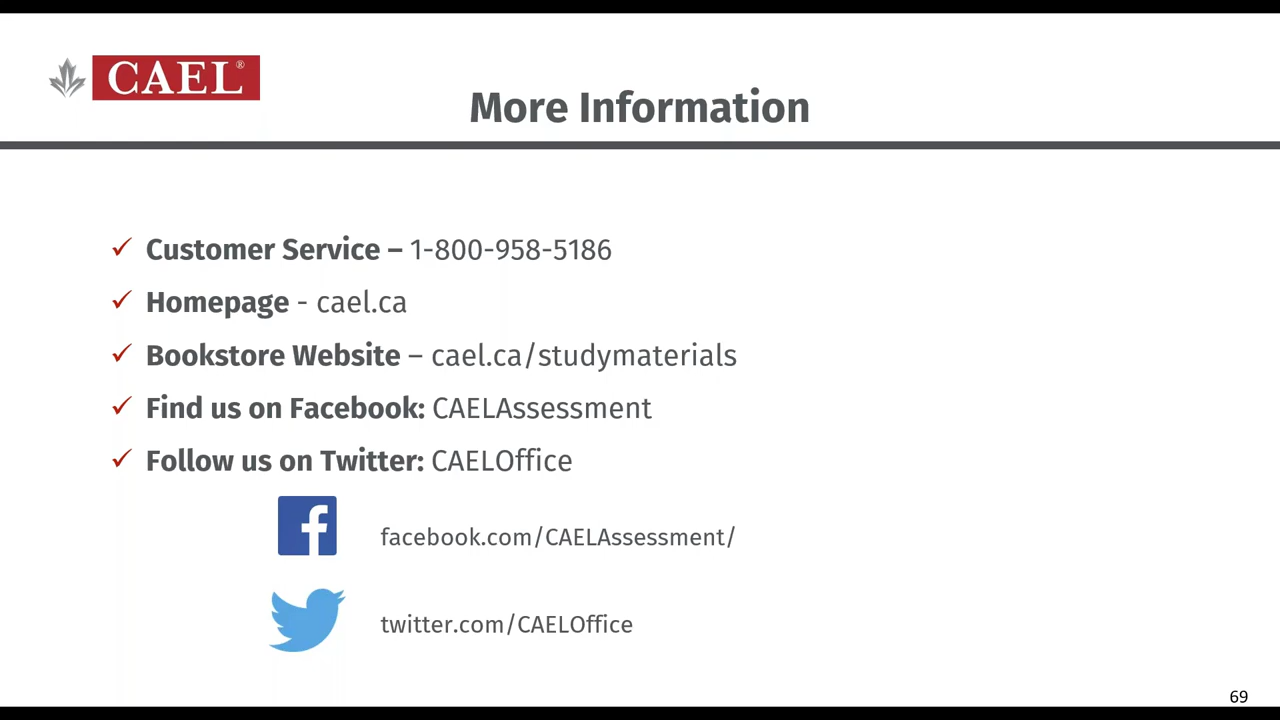 CAEL®
More Information
✓ Customer Service – 1-800-958-5186
✓ Homepage - cael.ca
✓ Bookstore Website – cael.ca/studymaterials
✓ Find us on Facebook: CAELAssessment
✓ Follow us on Twitter: CAELOffice
facebook.com/CAELAssessment/
twitter.com/CAELOffice
69